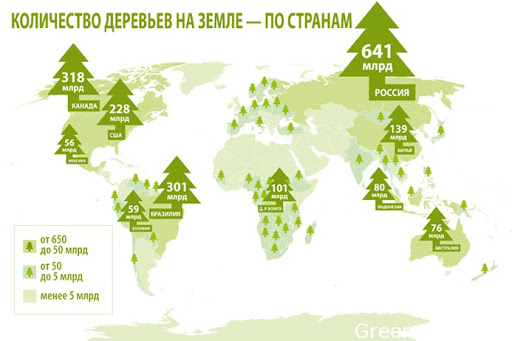 КОЛИЧЕСТВО ДЕРЕВЬЕВ НА ЗЕМЛЕ — ПО СТРАНАМ
641
МЛРД
РОССИЯ
318
МЛРД
КАНАДА
228
МЛРД
США
56
МЛРД
МЕКСИКА
139
МЛРД
КИТАЙ
301
МЛРД
БРАЗИЛИЯ
59
МЛРД
БОЛИВИЯ
101
МЛРД
Д. Р. КОНГО
80
МЛРД
ИНДОНЕЗИЯ
76
МЛРД
АВСТРАЛИЯ
от 650
до 50 млрд
от 50
до 5 млрд
менее 5 млрд
Green